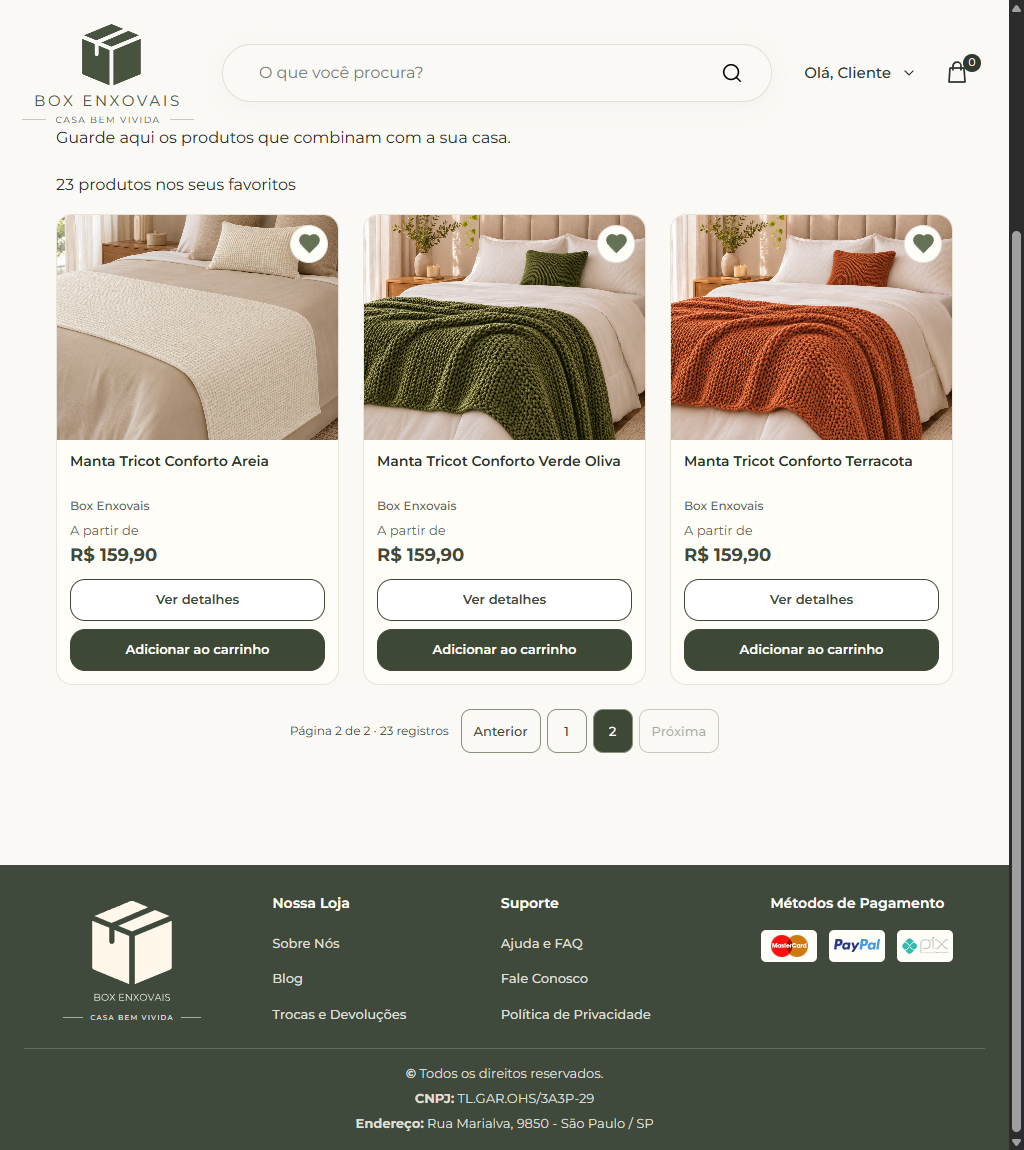 BOX ENXOVAIS
CASA BEM VIVIDA
O que você procura?
Olá, Cliente
0
Guarde aqui os produtos que combinam com a sua casa.
23 produtos nos seus favoritos
Manta Tricot Conforto Areia
Box Enxovais
A partir de
R$ 159,90
Ver detalhes
Adicionar ao carrinho
Manta Tricot Conforto Verde Oliva
Box Enxovais
A partir de
R$ 159,90
Ver detalhes
Adicionar ao carrinho
Manta Tricot Conforto Terracota
Box Enxovais
A partir de
R$ 159,90
Ver detalhes
Adicionar ao carrinho
Página 2 de 2 · 23 registros
Anterior
1
2
Próxima
BOX ENXOVAIS
CASA BEM VIVIDA
Nossa Loja
Sobre Nós
Blog
Trocas e Devoluções
Suporte
Ajuda e FAQ
Fale Conosco
Política de Privacidade
Métodos de Pagamento
MasterCard
PayPal
pix
© Todos os direitos reservados.
CNPJ: TL.GAR.OHS/3A3P-29
Endereço: Rua Marialva, 9850 - São Paulo / SP